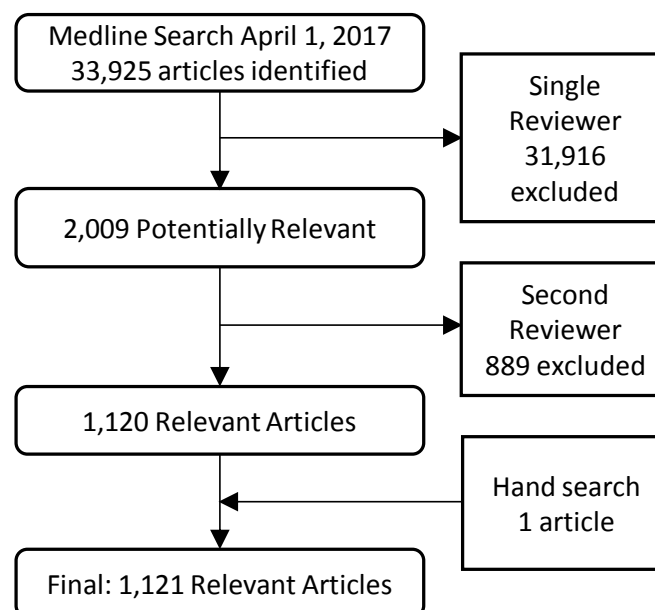 Medline Search April 1, 2017
33,925 articles identified
Single
Reviewer
31,916
excluded
2,009 Potentially Relevant
Second
Reviewer
889 excluded
1,120 Relevant Articles
Hand search
1 article
Final: 1,121 Relevant Articles